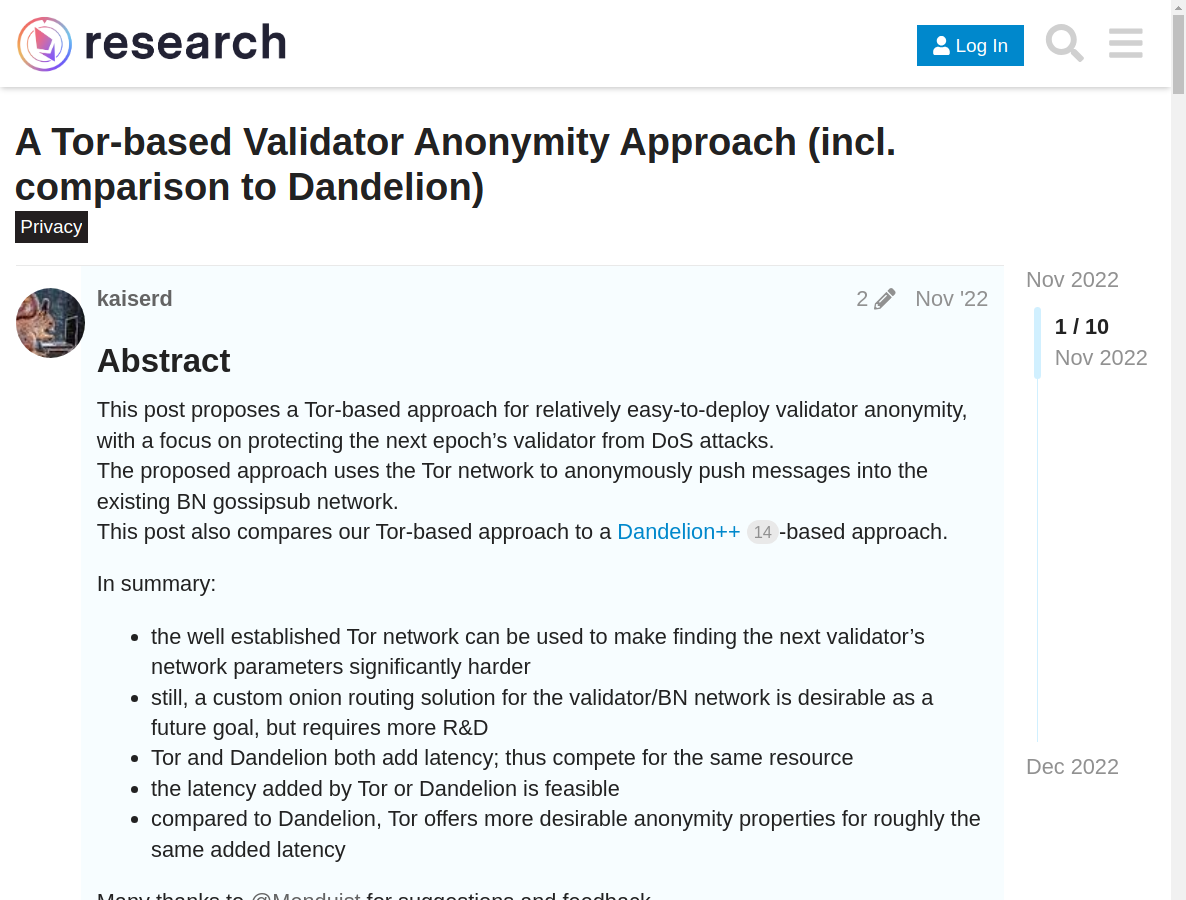 research
Log In
A Tor-based Validator Anonymity Approach (incl.
comparison to Dandelion)
Privacy
kaiserd
2
Nov '22
Abstract
This post proposes a Tor-based approach for relatively easy-to-deploy validator anonymity,
with a focus on protecting the next epoch’s validator from DoS attacks.
The proposed approach uses the Tor network to anonymously push messages into the
existing BN gossipsub network.
This post also compares our Tor-based approach to a Dandelion++ 14 -based approach.
In summary:
• the well established Tor network can be used to make finding the next validator’s
network parameters significantly harder
• still, a custom onion routing solution for the validator/BN network is desirable as a
future goal, but requires more R&D
• Tor and Dandelion both add latency; thus compete for the same resource
• the latency added by Tor or Dandelion is feasible
• compared to Dandelion, Tor offers more desirable anonymity properties for roughly the
same added latency
Many thanks to @Menduist for suggestions and feedback
Nov 2022
1 / 10
Nov 2022
Dec 2022